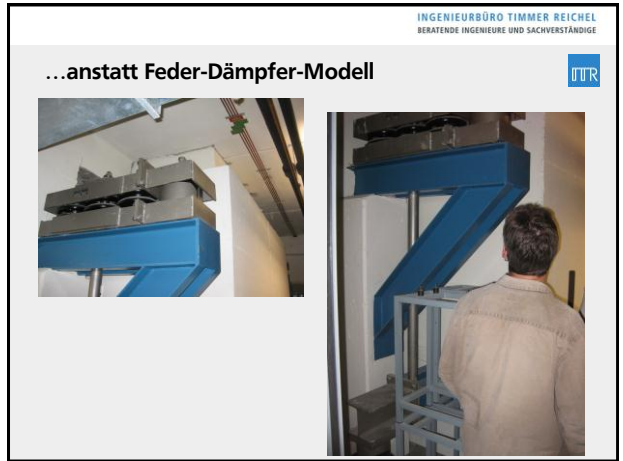 INGENIEURBÜRO TIMMER REICHEL
BERATENDE INGENIEURE UND SACHVERSTÄNDIGE
...anstatt Feder-Dämpfer-Modell
ITR